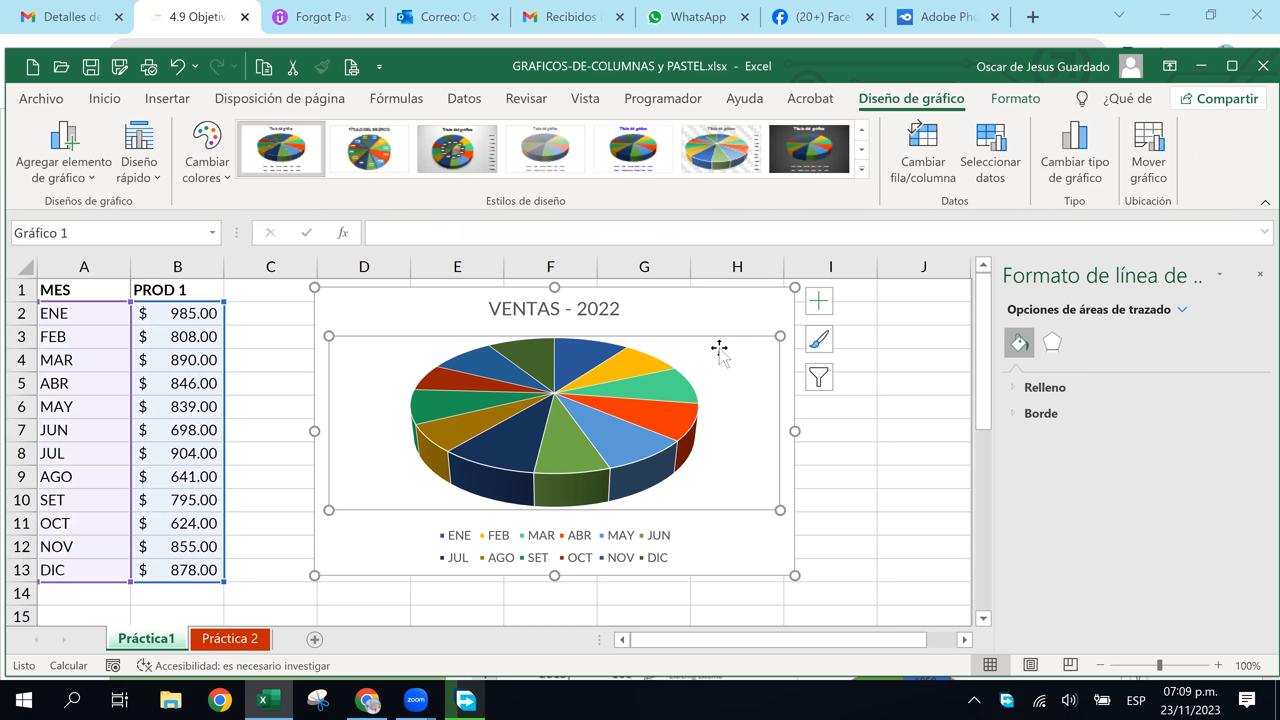 Detalles de
4.9 Objetiv
Forgot Pas
Correo: Os
Recibidos
WhatsApp
(20+) Face
Adobe Pho
GRAFICOS-DE-COLUMNAS y PASTEL.xlsx - Excel
Oscar de Jesus Guardado
Archivo
Inicio
Insertar
Disposición de página
Fórmulas
Datos
Revisar
Vista
Programador
Ayuda
Acrobat
Diseño de gráfico
Formato
¿Qué de
Compartir
Agregar elemento de gráfico
Diseño rápido
Cambiar colores
Cambiar fila/columna
Seleccionar datos
Cambiar tipo de gráfico
Mover gráfico
Diseños de gráfico
Estilos de diseño
Datos
Tipo
Ubicación
Gráfico 1
fx
A B C D E F G H I J
1 MES PROD 1
2 ENE $ 985.00
3 FEB $ 808.00
4 MAR $ 890.00
5 ABR $ 846.00
6 MAY $ 839.00
7 JUN $ 698.00
8 JUL $ 904.00
9 AGO $ 641.00
10 SET $ 795.00
11 OCT $ 624.00
12 NOV $ 855.00
13 DIC $ 878.00
14
15
VENTAS - 2022
ENE FEB MAR ABR MAY JUN
JUL AGO SET OCT NOV DIC
Formato de línea de ..
Opciones de áreas de trazado
Relleno
Borde
Práctica1
Práctica 2
Listo
Calcular
Accesibilidad: es necesario investigar
100%
zoom
ESP
07:09 p.m.
23/11/2023